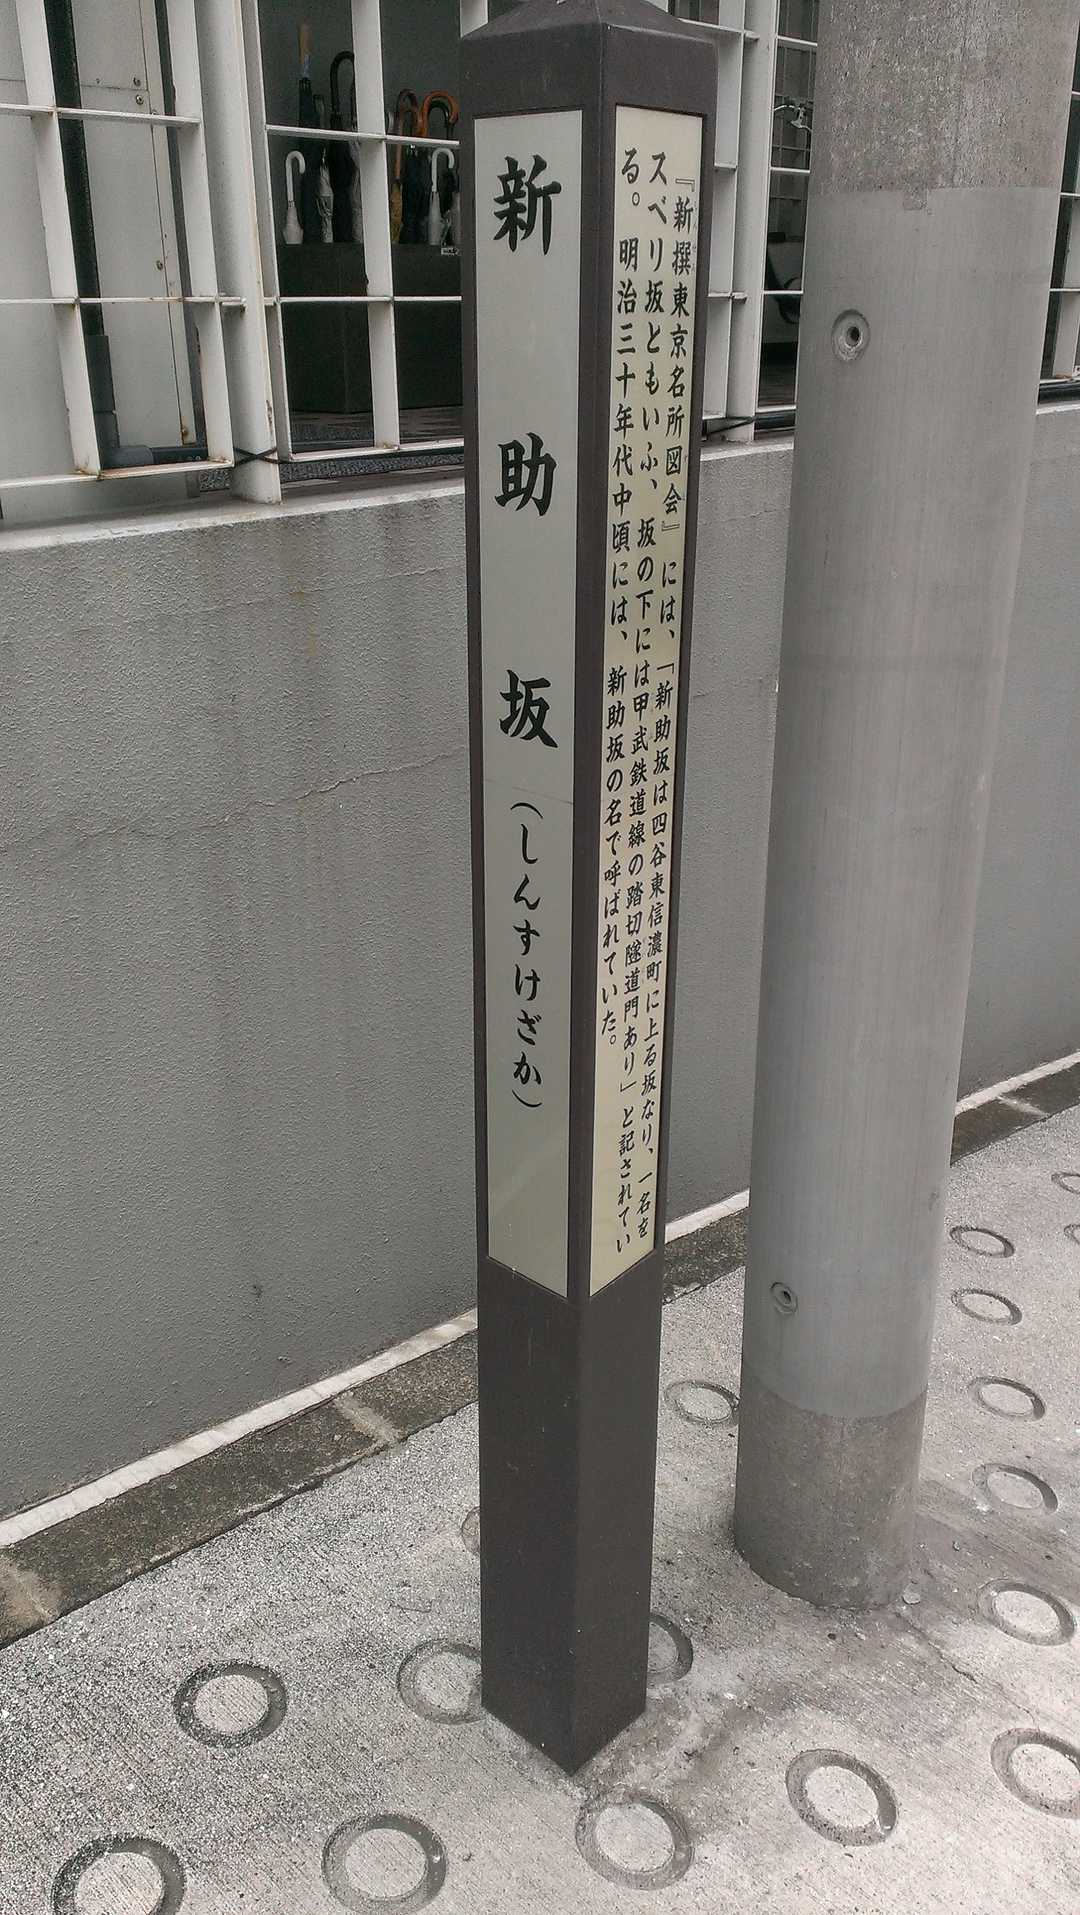 新助坂
（しんすけざか）
『新撰東京名所図会』には、「新助坂は四谷東信濃町に上る坂なり、一名を
スベリ坂ともいふ、坂の下には甲武鉄道線の踏切隧道門あり」と記されてい
る。明治三十年代中頃には、新助坂の名で呼ばれていた。